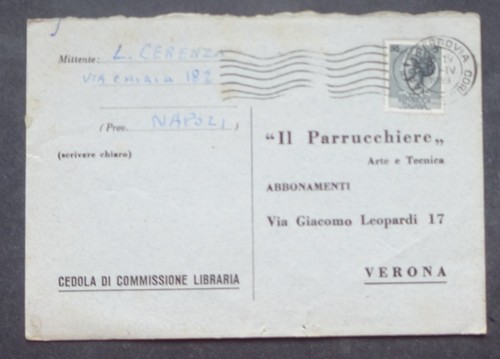 Mittente: L. CERENZA
VIA CHIAIA 182
(Prov. NAPOLI)
(scrivere chiaro)
CEDOLA DI COMMISSIONE LIBRARIA
"Il Parrucchiere„
Arte e Tecnica
ABBONAMENTI
Via Giacomo Leopardi 17
VERONA